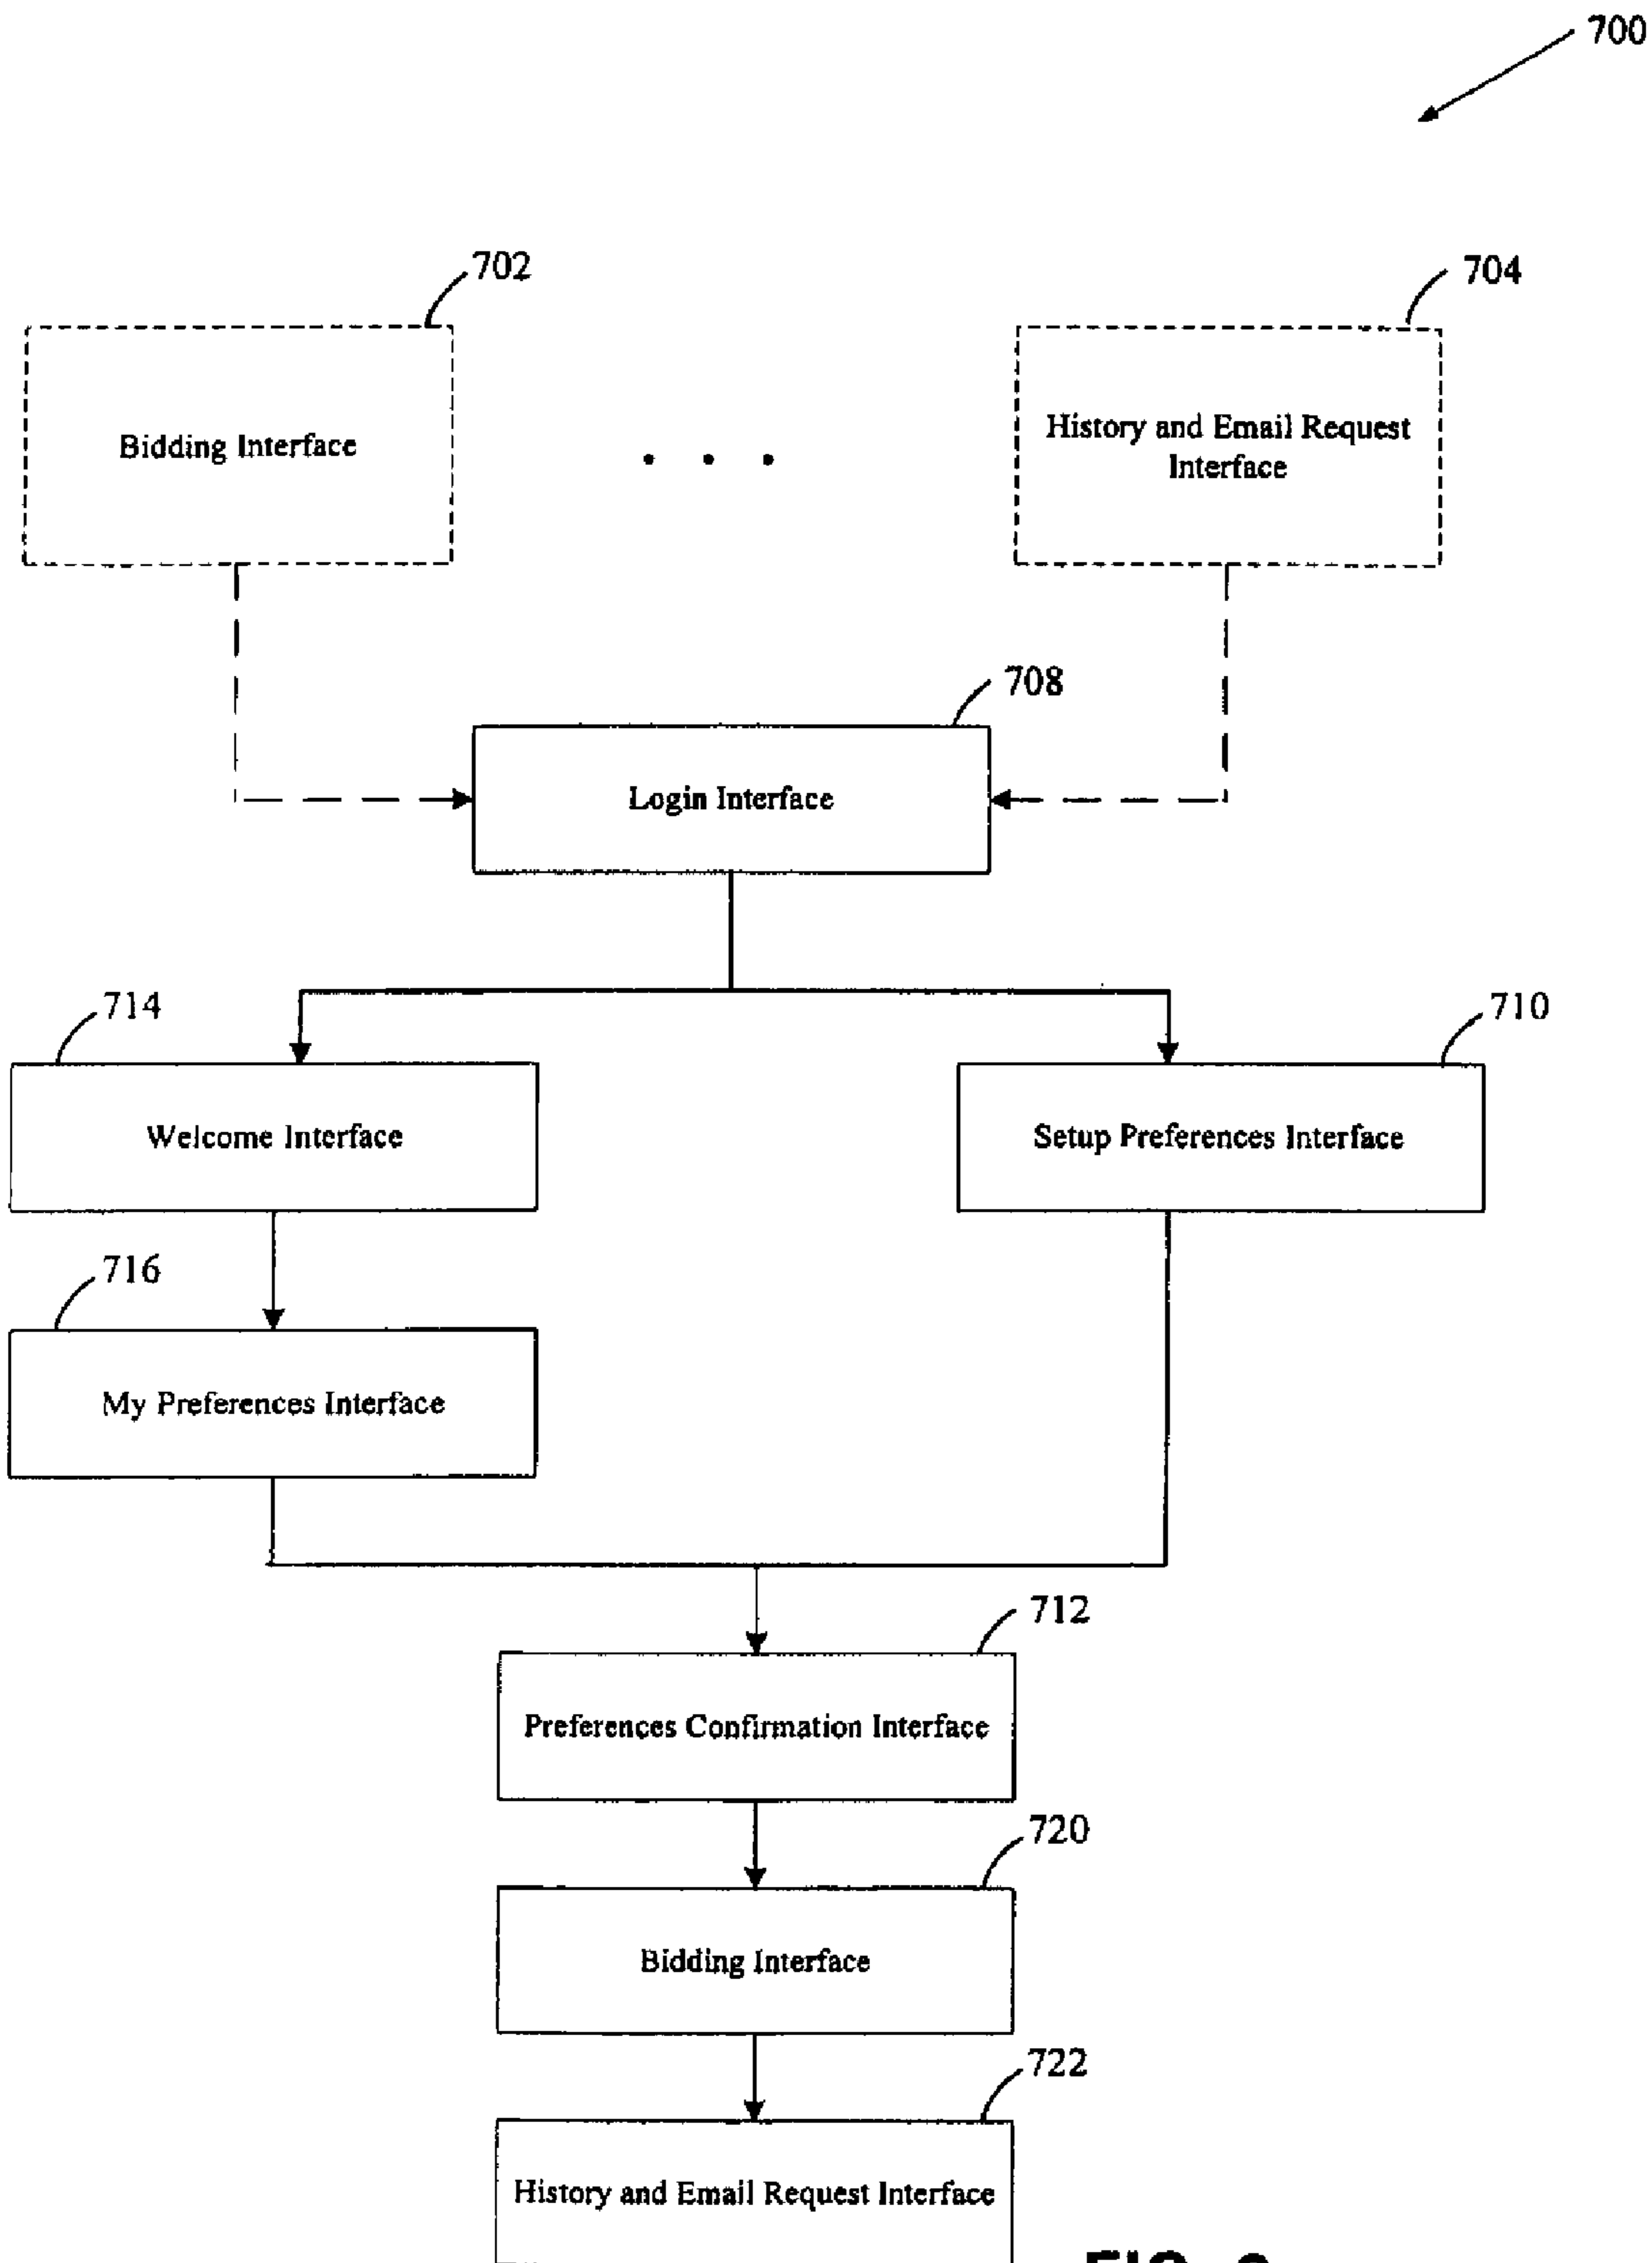 700
702
704
Bidding Interface
. . .
History and Email Request
Interface
708
Login Interface
714
710
Welcome Interface
Setup Preferences Interface
716
My Preferences Interface
712
Preferences Confirmation Interface
720
Bidding Interface
722
History and Email Request Interface